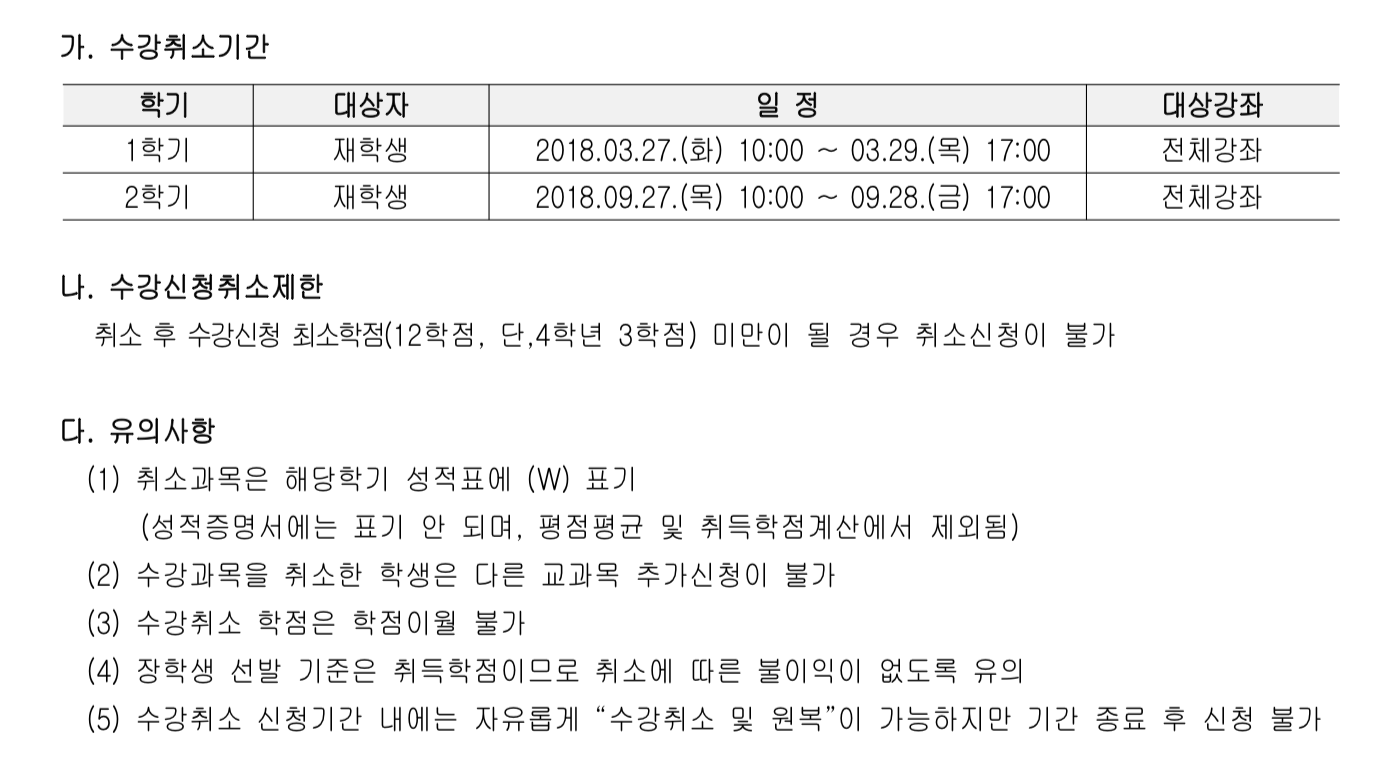 가. 수강취소기간
학기 대상자 일 정 대상강좌
1학기 재학생 2018.03.27.(화) 10:00 ~ 03.29.(목) 17:00 전체강좌
2학기 재학생 2018.09.27.(목) 10:00 ~ 09.28.(금) 17:00 전체강좌
나. 수강신청취소제한
취소 후 수강신청 최소학점(12학점, 단,4학년 3학점) 미만이 될 경우 취소신청이 불가
다. 유의사항
(1) 취소과목은 해당학기 성적표에 (W) 표기
(성적증명서에는 표기 안 되며, 평점평균 및 취득학점계산에서 제외됨)
(2) 수강과목을 취소한 학생은 다른 교과목 추가신청이 불가
(3) 수강취소 학점은 학점이월 불가
(4) 장학생 선발 기준은 취득학점이므로 취소에 따른 불이익이 없도록 유의
(5) 수강취소 신청기간 내에는 자유롭게 “수강취소 및 원복”이 가능하지만 기간 종료 후 신청 불가